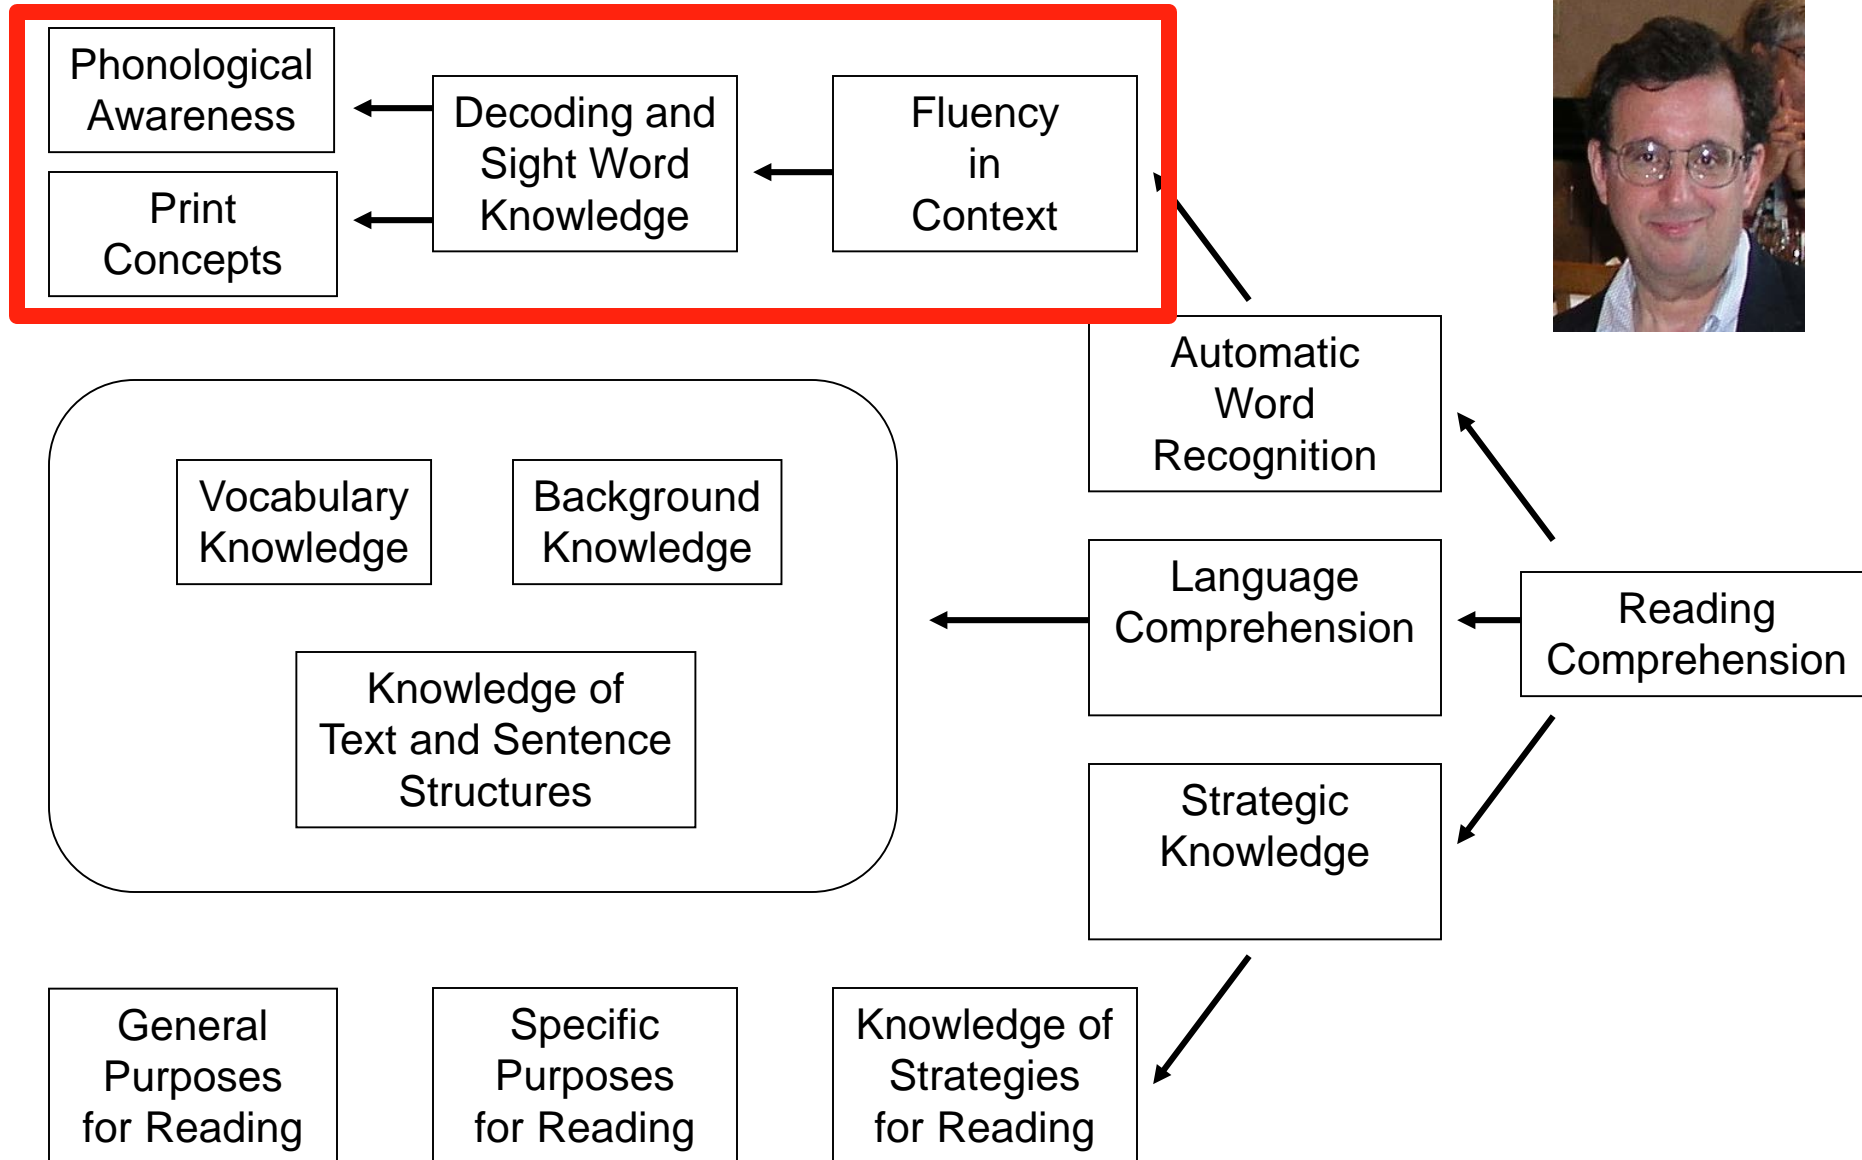 Phonological
Awareness
Print
Concepts
Decoding and
Sight Word
Knowledge
Fluency
in
Context
Automatic
Word
Recognition
Vocabulary
Knowledge
Background
Knowledge
Knowledge of
Text and Sentence
Structures
Language
Comprehension
Reading
Comprehension
Strategic
Knowledge
General
Purposes
for Reading
Specific
Purposes
for Reading
Knowledge of
Strategies
for Reading